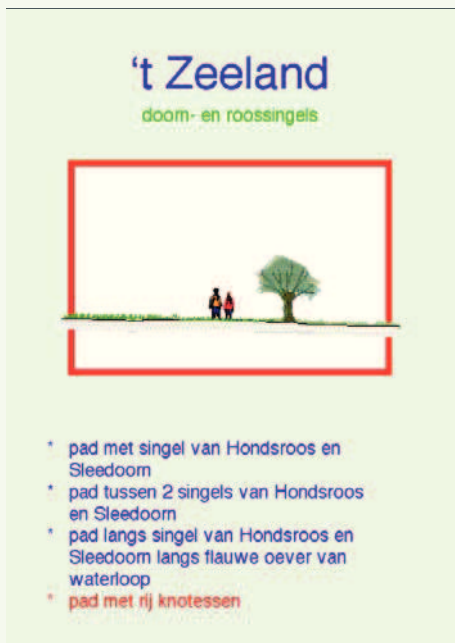 ‘t Zeeland
doorn- en roossingels
* pad met singel van Hondsroos en
Sleedoorn
* pad tussen 2 singels van Hondsroos
en Sleedoorn
* pad langs singel van Hondsroos en
Sleedoorn langs flauwe oever van
waterloop
* pad met rij knotessen